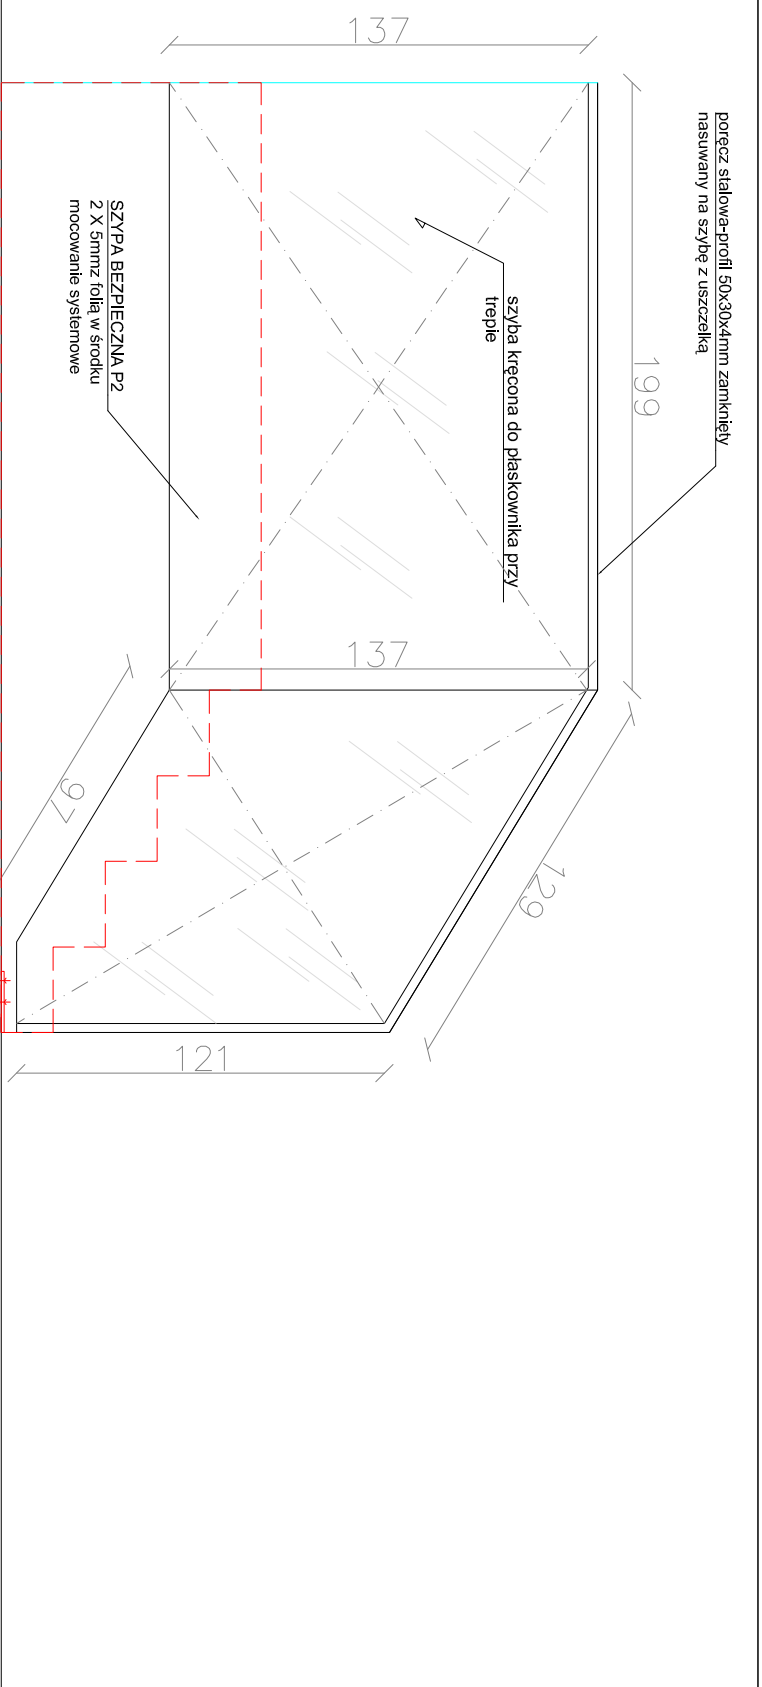 137
poręcz stalowa-profil 50x30x4mm zamknięty
nasuwany na szybę z uszczelką
199
szyba kręcona do płaskownika przy
trepie
SZYPA BEZPIECZNA P2
2 X 5mmz folią w środku
mocowanie systemowe
137
97
129
121